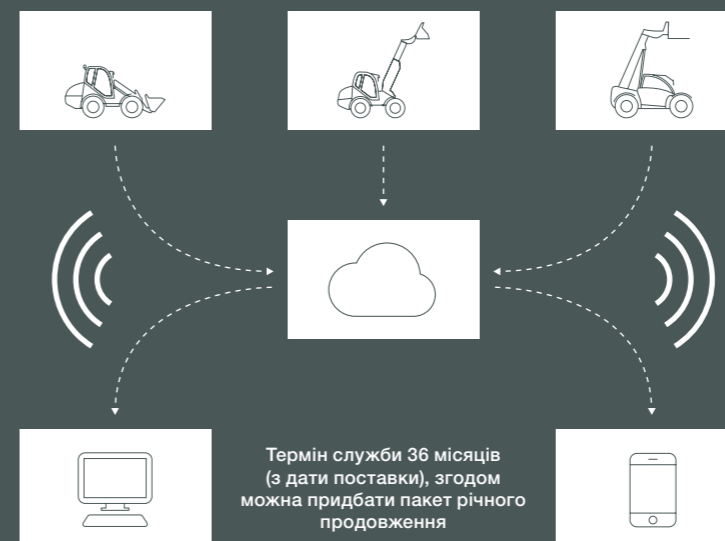 Термін служби 36 місяців
(з дати поставки), згодом
можна придбати пакет річного
продовження